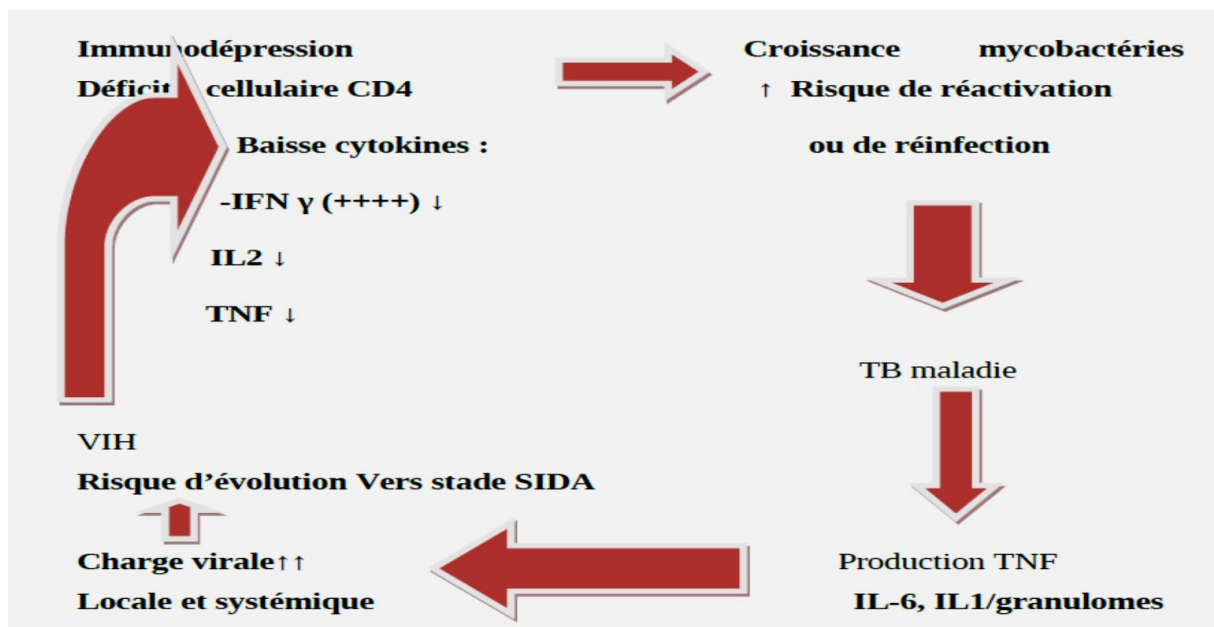 Immunodépression
Déficit cellulaire CD4
Baisse cytokines :
-IFN γ (++++) ↓
IL2 ↓
TNF ↓
Croissance mycobactéries
↑ Risque de réactivation
ou de réinfection
TB maladie
Production TNF
IL-6, IL1/granulomes
Charge virale↑↑
Locale et systémique
VIH
Risque d’évolution Vers stade SIDA